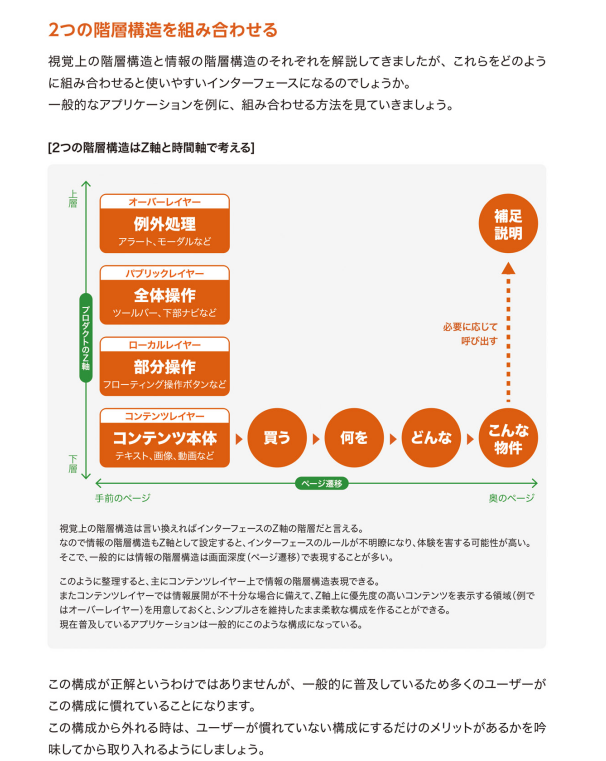 2つの階層構造を組み合わせる
視覚上の階層構造と情報の階層構造のそれぞれを解説してきましたが、これらをどのよう
に組み合わせると使いやすいインターフェースになるのでしょうか。
一般的なアプリケーションを例に、組み合わせる方法を見ていきましょう。
[2つの階層構造はZ軸と時間軸で考える]
上層
プロダクトのZ軸
下層
オーバーレイヤー
例外処理
アラート、モーダルなど
パブリックレイヤー
全体操作
ツールバー、下部ナビなど
ローカルレイヤー
部分操作
フローティング操作ボタンなど
コンテンツレイヤー
コンテンツ本体
テキスト、画像、動画など
買う
何を
どんな
こんな
物件
必要に応じて
呼び出す
補足
説明
手前のページ
ページ遷移
奥のページ
視覚上の階層構造は言い換えればインターフェースのZ軸の階層だと言える。
なので情報の階層構造もZ軸として設定すると、インターフェースのルールが不明瞭になり、体験を害する可能性が高い。
そこで、一般的には情報の階層構造は画面深度(ページ遷移)で表現することが多い。
このように整理すると、主にコンテンツレイヤー上で情報の階層構造表現できる。
またコンテンツレイヤーでは情報展開が不十分な場合に備えて、Z軸上に優先度の高いコンテンツを表示する領域(例で
はオーバーレイヤー)を用意しておくと、シンプルさを維持したまま柔軟な構成を作ることができる。
現在普及しているアプリケーションは一般的にこのような構成になっている。
この構成が正解というわけではありませんが、一般的に普及しているため多くのユーザーが
この構成に慣れていることになります。
この構成から外れる時は、ユーザーが慣れていない構成にするだけのメリットがあるかを吟
味してから取り入れるようにしましょう。